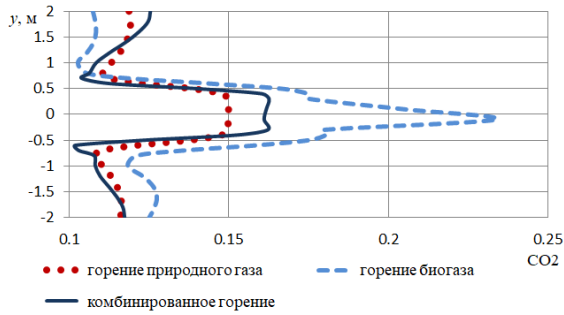 y, м
2
1.5
1
0.5
0
-0.5
-1
-1.5
-2
0.1 0.15 0.2 0.25
CO2
горение природного газа горение биогаза
комбинированное горение